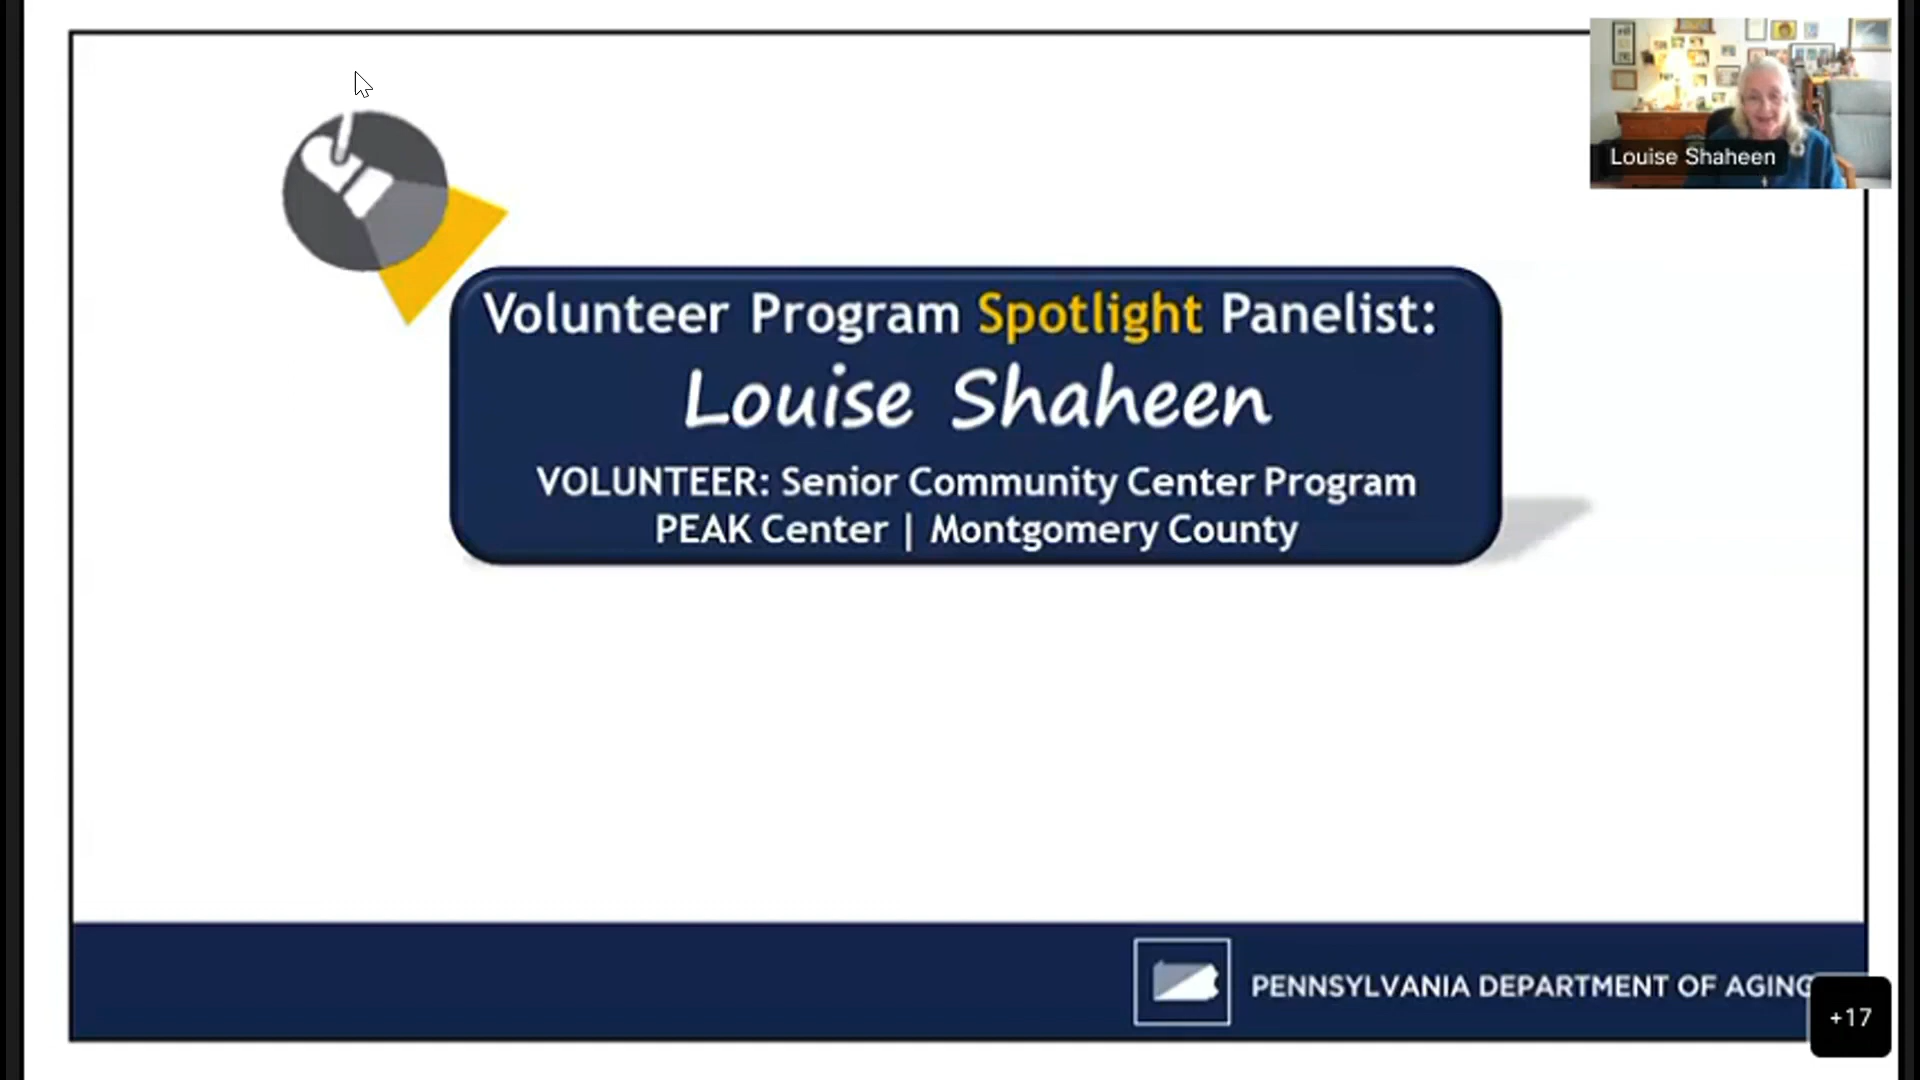 Louise Shaheen
Volunteer Program Spotlight Panelist:
Louise Shaheen
VOLUNTEER: Senior Community Center Program
PEAK Center | Montgomery County
PENNSYLVANIA DEPARTMENT OF AGING
+17